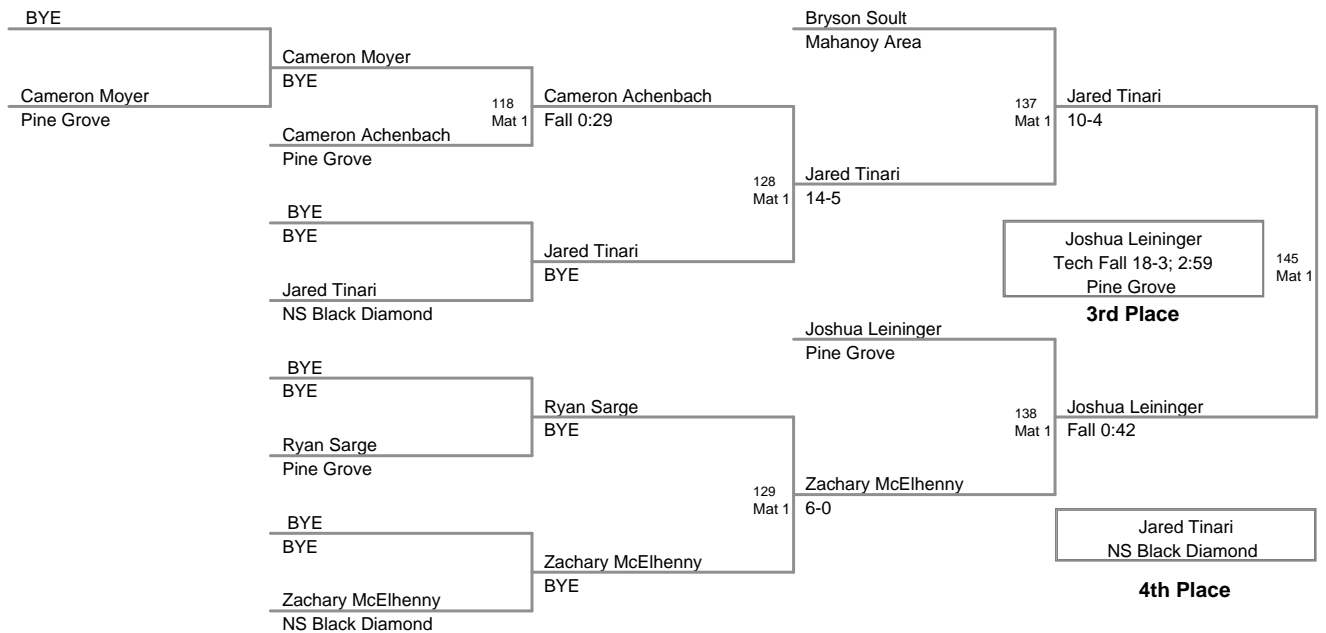 BYE
Cameron Moyer
Pine Grove
Cameron Moyer
BYE
Cameron Achenbach
Pine Grove
118
Mat 1
Cameron Achenbach
Fall 0:29
BYE
BYE
Jared Tinari
NS Black Diamond
Jared Tinari
BYE
128
Mat 1
Jared Tinari
14-5
Bryson Soult
Mahanoy Area
137
Mat 1
Jared Tinari
10-4
BYE
BYE
Ryan Sarge
Pine Grove
Ryan Sarge
BYE
BYE
BYE
Zachary McElhenny
NS Black Diamond
Zachary McElhenny
BYE
129
Mat 1
Zachary McElhenny
6-0
Joshua Leininger
Pine Grove
138
Mat 1
Joshua Leininger
Fall 0:42
145
Mat 1
Joshua Leininger
Tech Fall 18-3; 2:59
Pine Grove
3rd Place
Jared Tinari
NS Black Diamond
4th Place